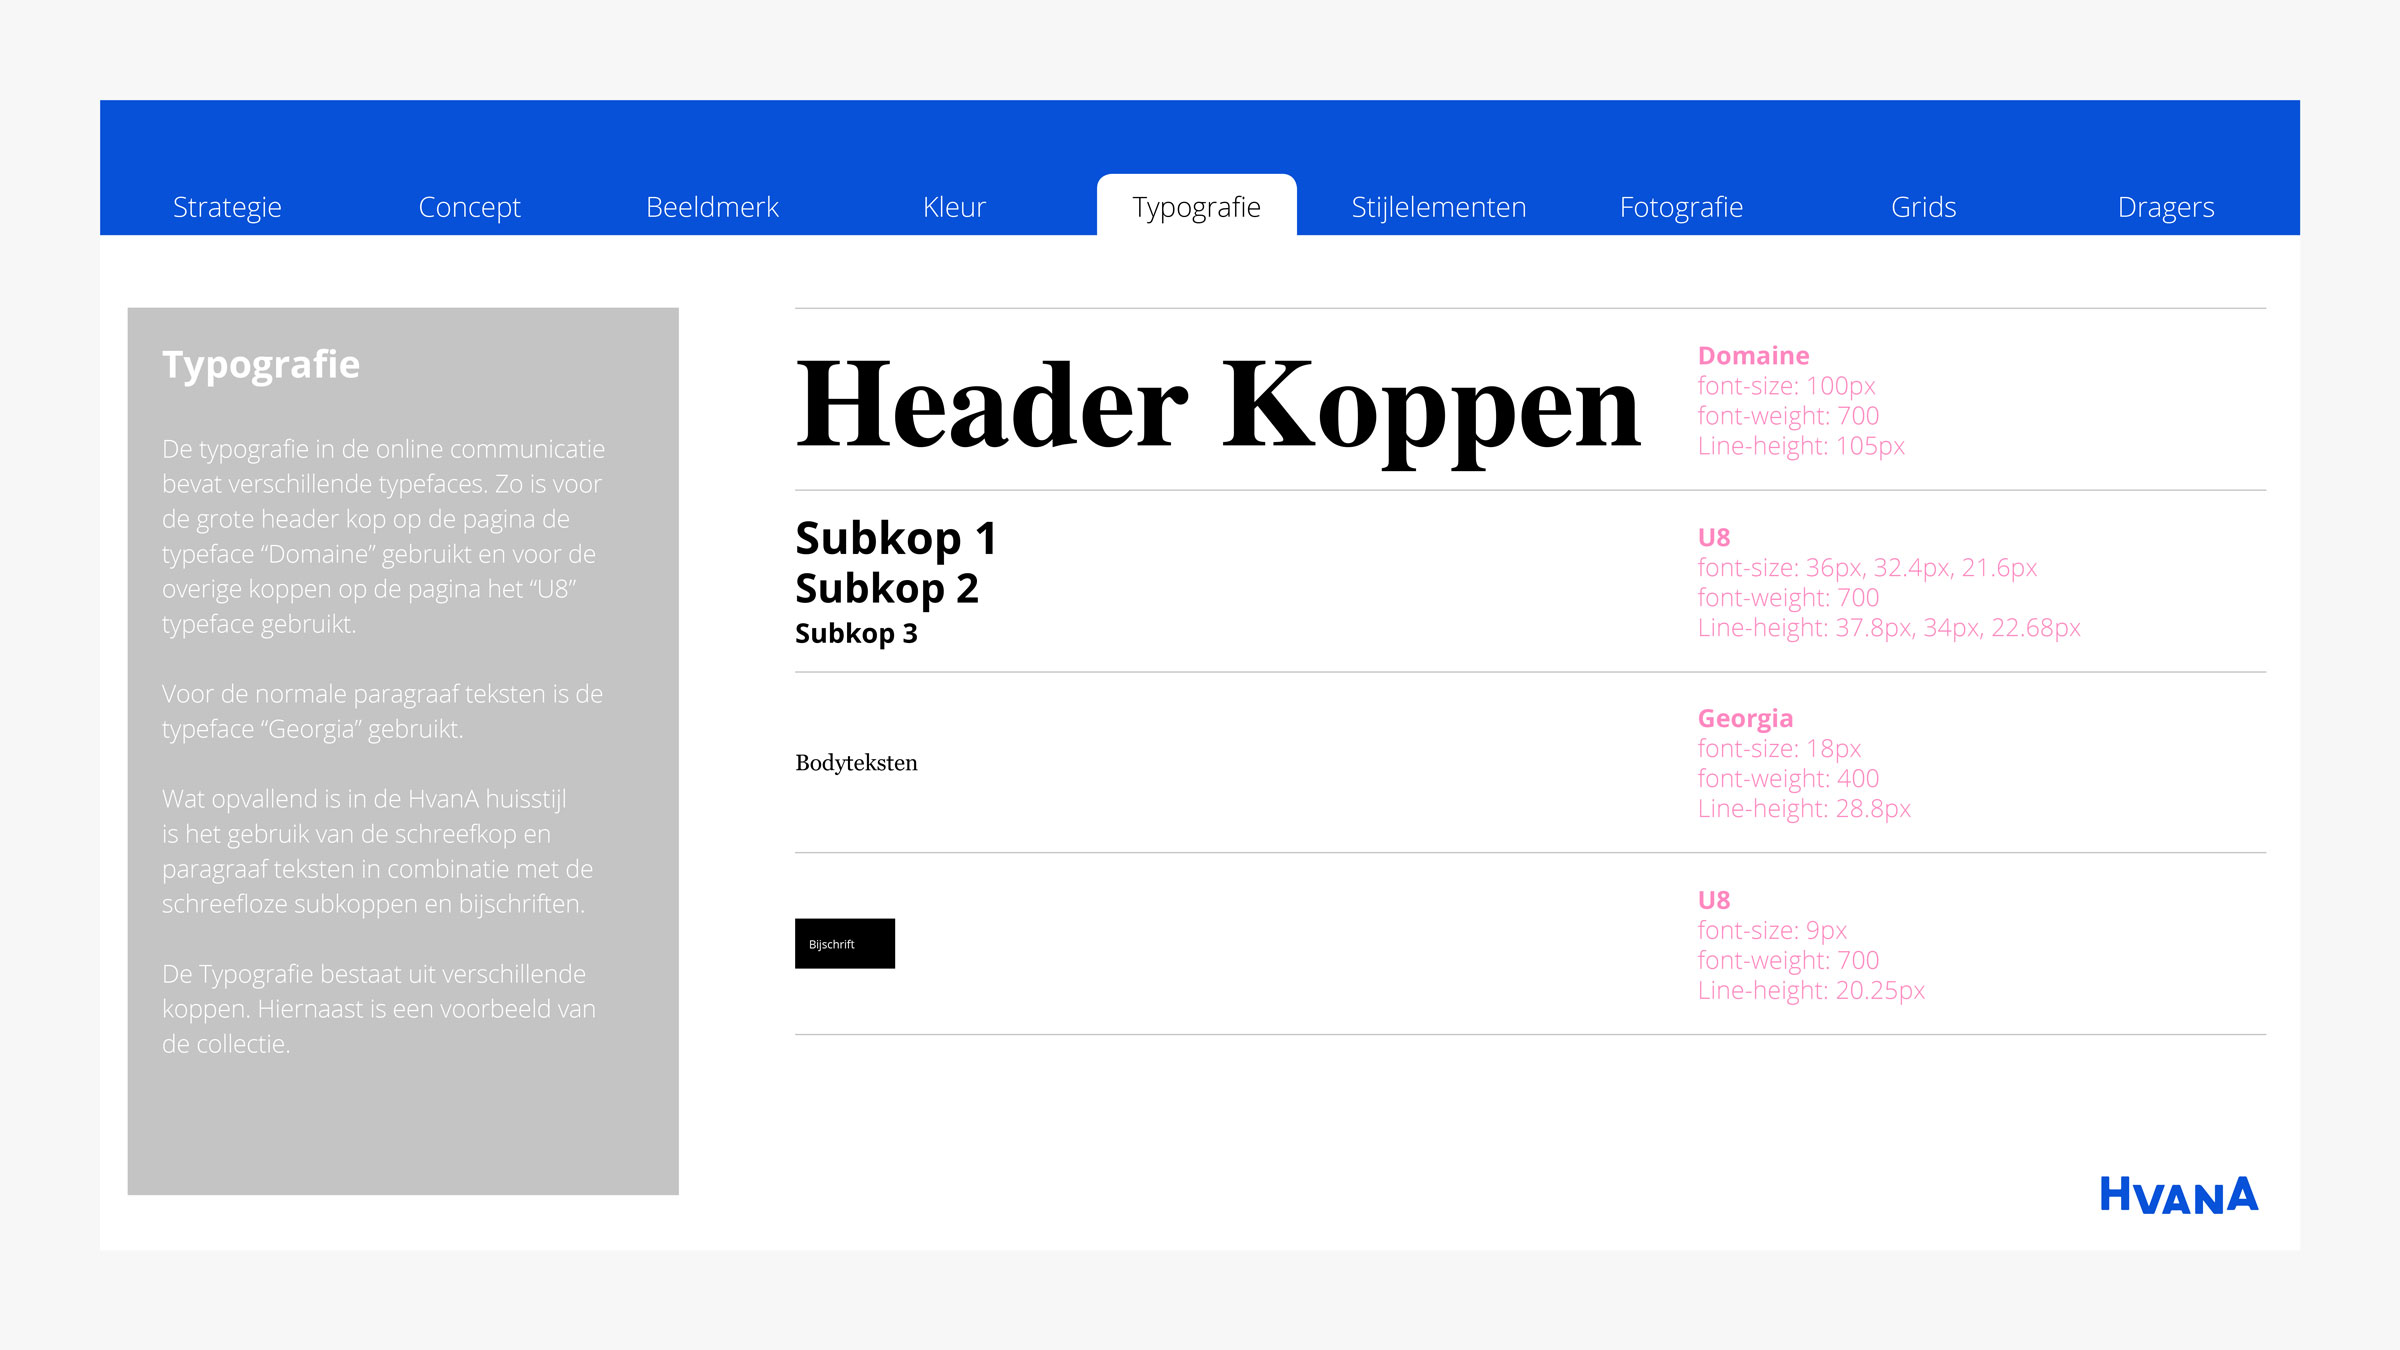 Strategie
Concept
Beeldmerk
Kleur
Typografie
Stijlelementen
Fotografie
Grids
Dragers
Typografie
De typografie in de online communicatie
bevat verschillende typefaces. Zo is voor
de grote header kop op de pagina de
typeface “Domaine” gebruikt en voor de
overige koppen op de pagina het “U8”
typeface gebruikt.
Voor de normale paragraaf teksten is de
typeface “Georgia” gebruikt.
Wat opvallend is in de HvanA huisstijl
is het gebruik van de schreefkop en
paragraaf teksten in combinatie met de
schreefloze subkoppen en bijschriften.
De Typografie bestaat uit verschillende
koppen. Hiernaast is een voorbeeld van
de collectie.
Header Koppen
Domaine
font-size: 100px
font-weight: 700
Line-height: 105px
Subkop 1
Subkop 2
Subkop 3
U8
font-size: 36px, 32.4px, 21.6px
font-weight: 700
Line-height: 37.8px, 34px, 22.68px
Bodyteksten
Georgia
font-size: 18px
font-weight: 400
Line-height: 28.8px
Bijschrift
U8
font-size: 9px
font-weight: 700
Line-height: 20.25px
HVANA